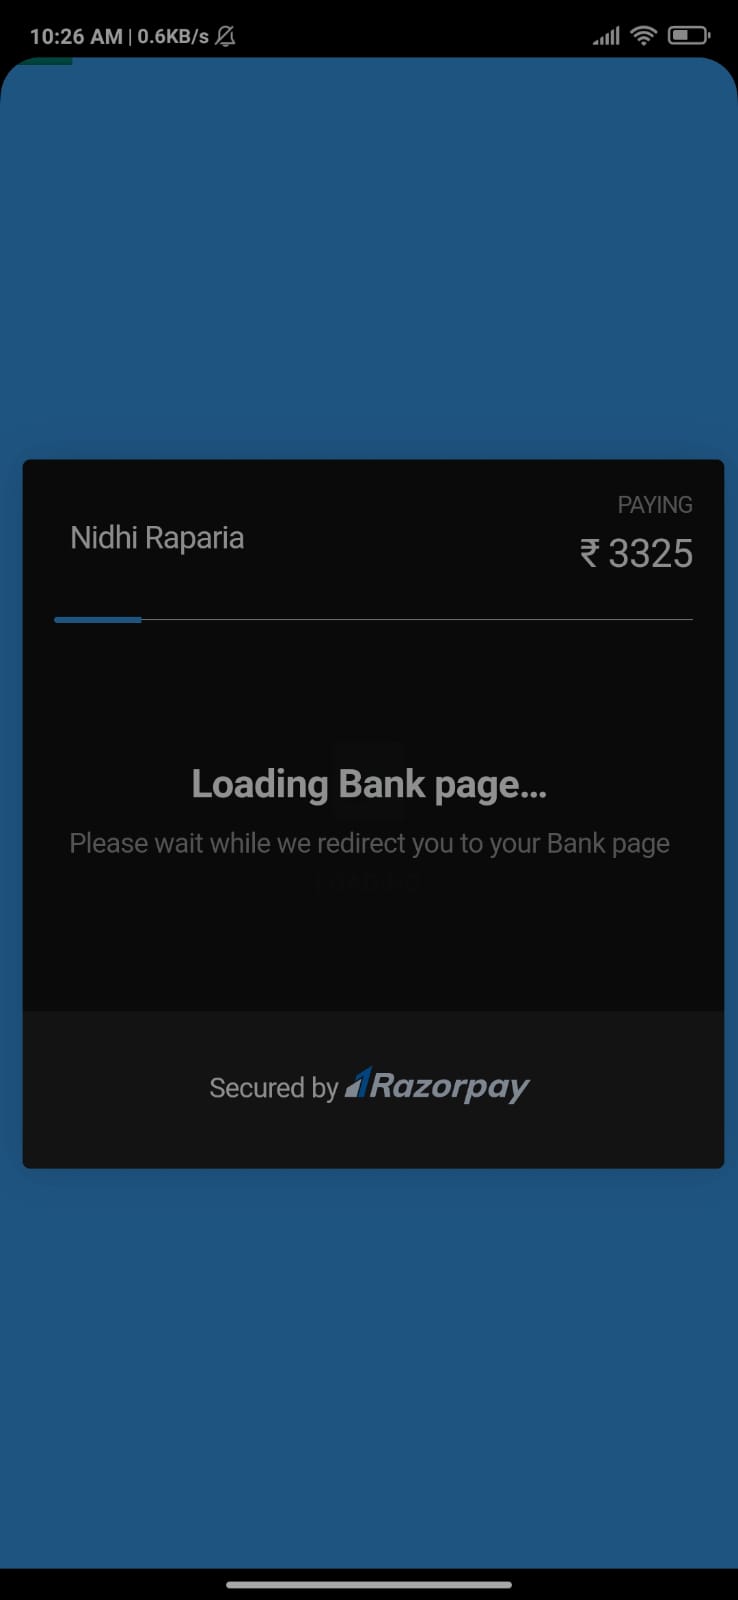 10:26 AM | 0.6KB/s
PAYING
Nidhi Raparia
₹ 3325
Loading Bank page...
Please wait while we redirect you to your Bank page
LOADING
Secured by Razorpay